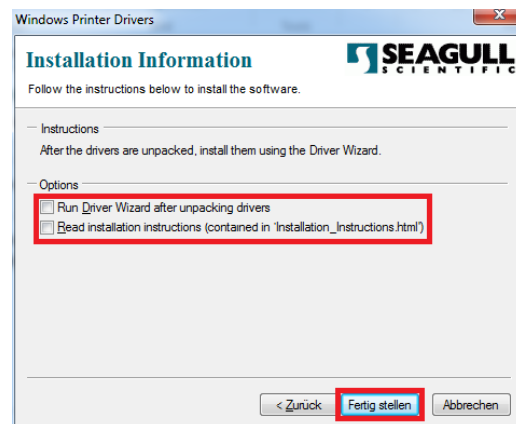 Windows Printer Drivers
Installation Information
SEAGULL
SCIENTIFIC
Follow the instructions below to install the software.
Instructions
After the drivers are unpacked, install them using the Driver Wizard.
Options
Run Driver Wizard after unpacking drivers
Read installation instructions (contained in 'Installation_Instructions.html')
< Zurück
Fertig stellen
Abbrechen